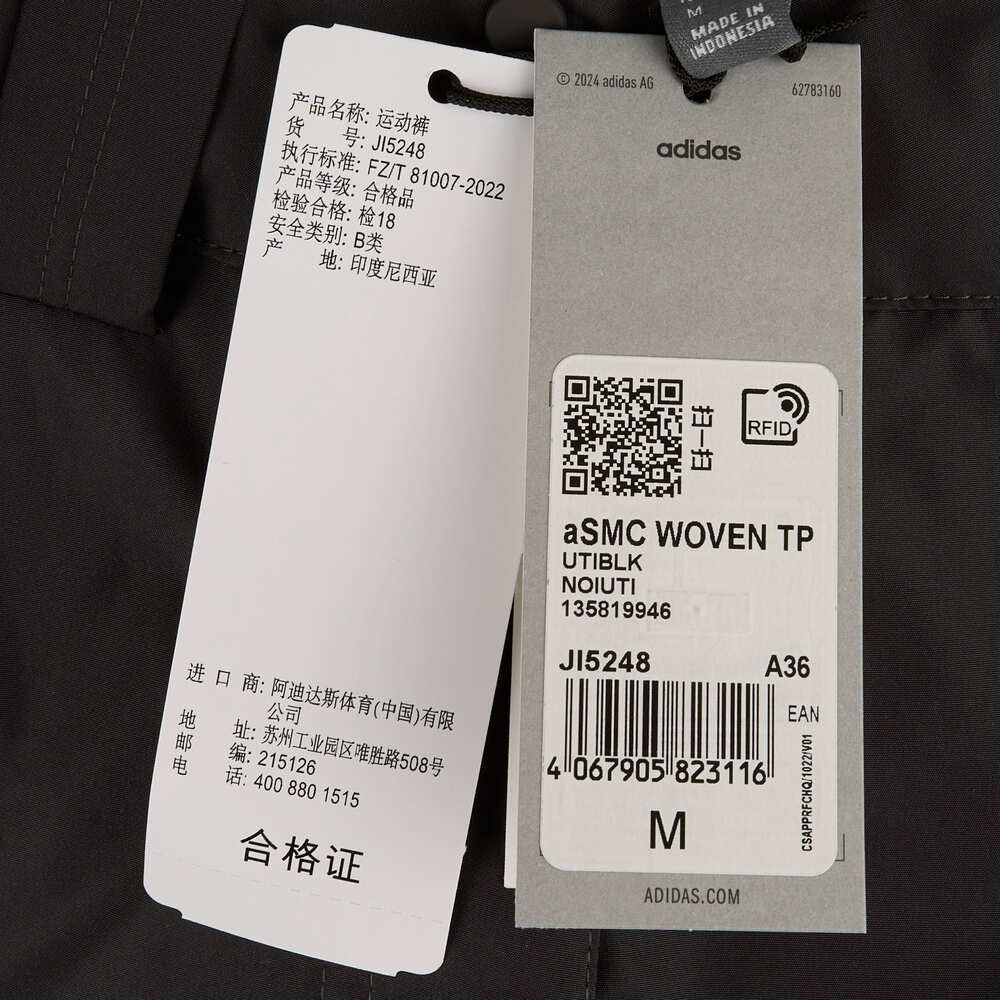 产品名称: 运动裤
货 号: JI5248
执行标准: FZ/T 81007-2022
产品等级: 合格品
检验合格: 检18
安全类别: B类
产 地: 印度尼西亚
进 口 商: 阿迪达斯体育(中国)有限
公司
地 址: 苏州工业园区唯胜路508号
邮 编: 215126
电 话: 400 880 1515
合格证
M
MADE IN
INDONESIA
© 2024 adidas AG
62783160
adidas
扫一扫
RFID
aSMC WOVEN TP
UTIBLK
NOIUTI
135819946
JI5248 A36
EAN
4 067905 823116
CSAPPRFCHQ/1022/V01
M
ADIDAS.COM